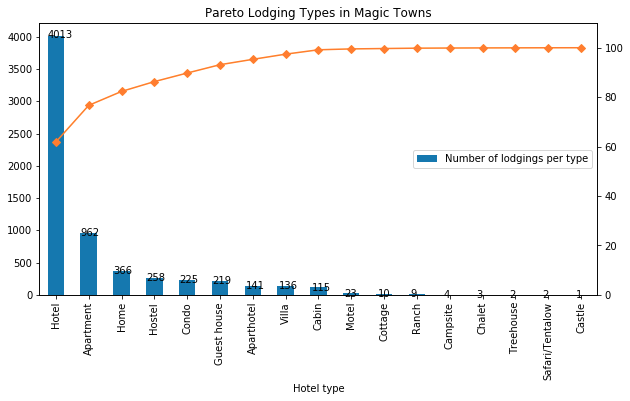 Pareto Lodging Types in Magic Towns
4000
3500
3000
2500
2000
1500
1000
500
0
4013
962
366
258
225
219
141
136
115
23
10
9
4
3
2
2
1
100
80
60
40
20
0
Number of lodgings per type
Hotel
Apartment
Home
Hostel
Condo
Guest house
Aparthotel
Villa
Cabin
Motel
Cottage
Ranch
Campsite
Chalet
Treehouse
Safari/Tentalow
Castle
Hotel type